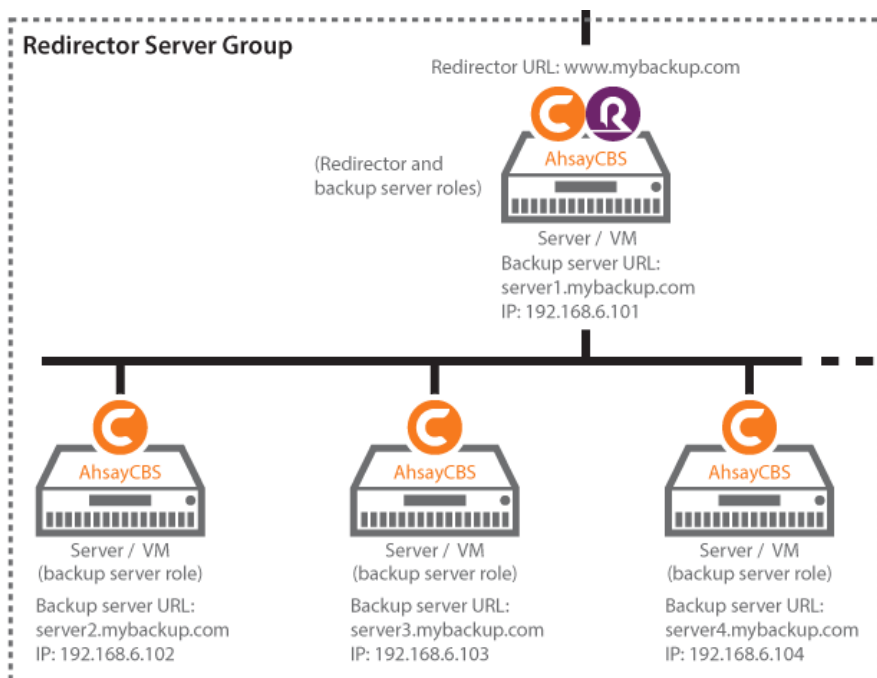 Redirector Server Group
Redirector URL: www.mybackup.com
C R
AhsayCBS
(Redirector and
backup server roles)
Server / VM
Backup server URL:
server1.mybackup.com
IP: 192.168.6.101
C
AhsayCBS
Server / VM
(backup server role)
Backup server URL:
server2.mybackup.com
IP: 192.168.6.102
C
AhsayCBS
Server / VM
(backup server role)
Backup server URL:
server3.mybackup.com
IP: 192.168.6.103
C
AhsayCBS
Server / VM
(backup server role)
Backup server URL:
server4.mybackup.com
IP: 192.168.6.104